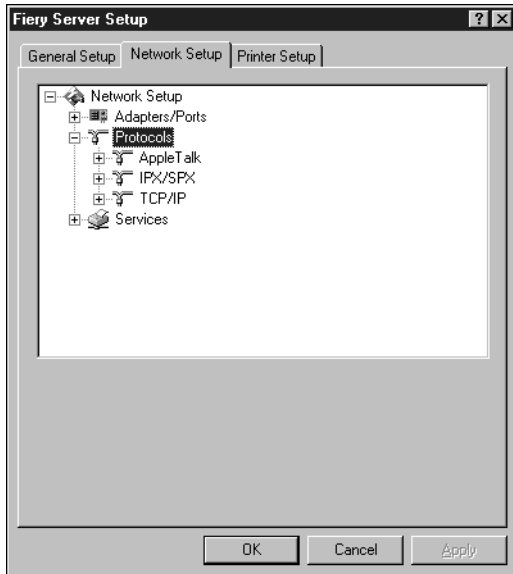 Fiery Server Setup
General Setup Network Setup Printer Setup
Network Setup
Adapters/Ports
Protocols
AppleTalk
IPX/SPX
TCP/IP
Services
OK Cancel Apply